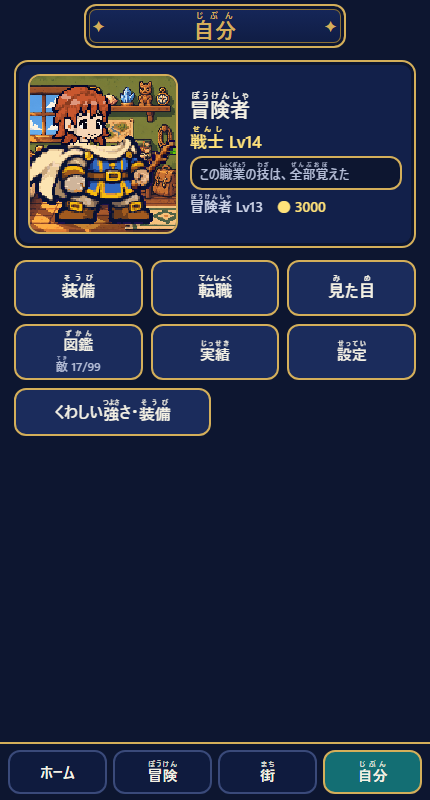 自分
冒険者
戦士 Lv14
この職業の技は、全部覚えた
冒険者 Lv13 3000
装備 転職 見た目
図鑑 実績 設定
敵 17/99
くわしい強さ・装備
ホーム 冒険 街 自分